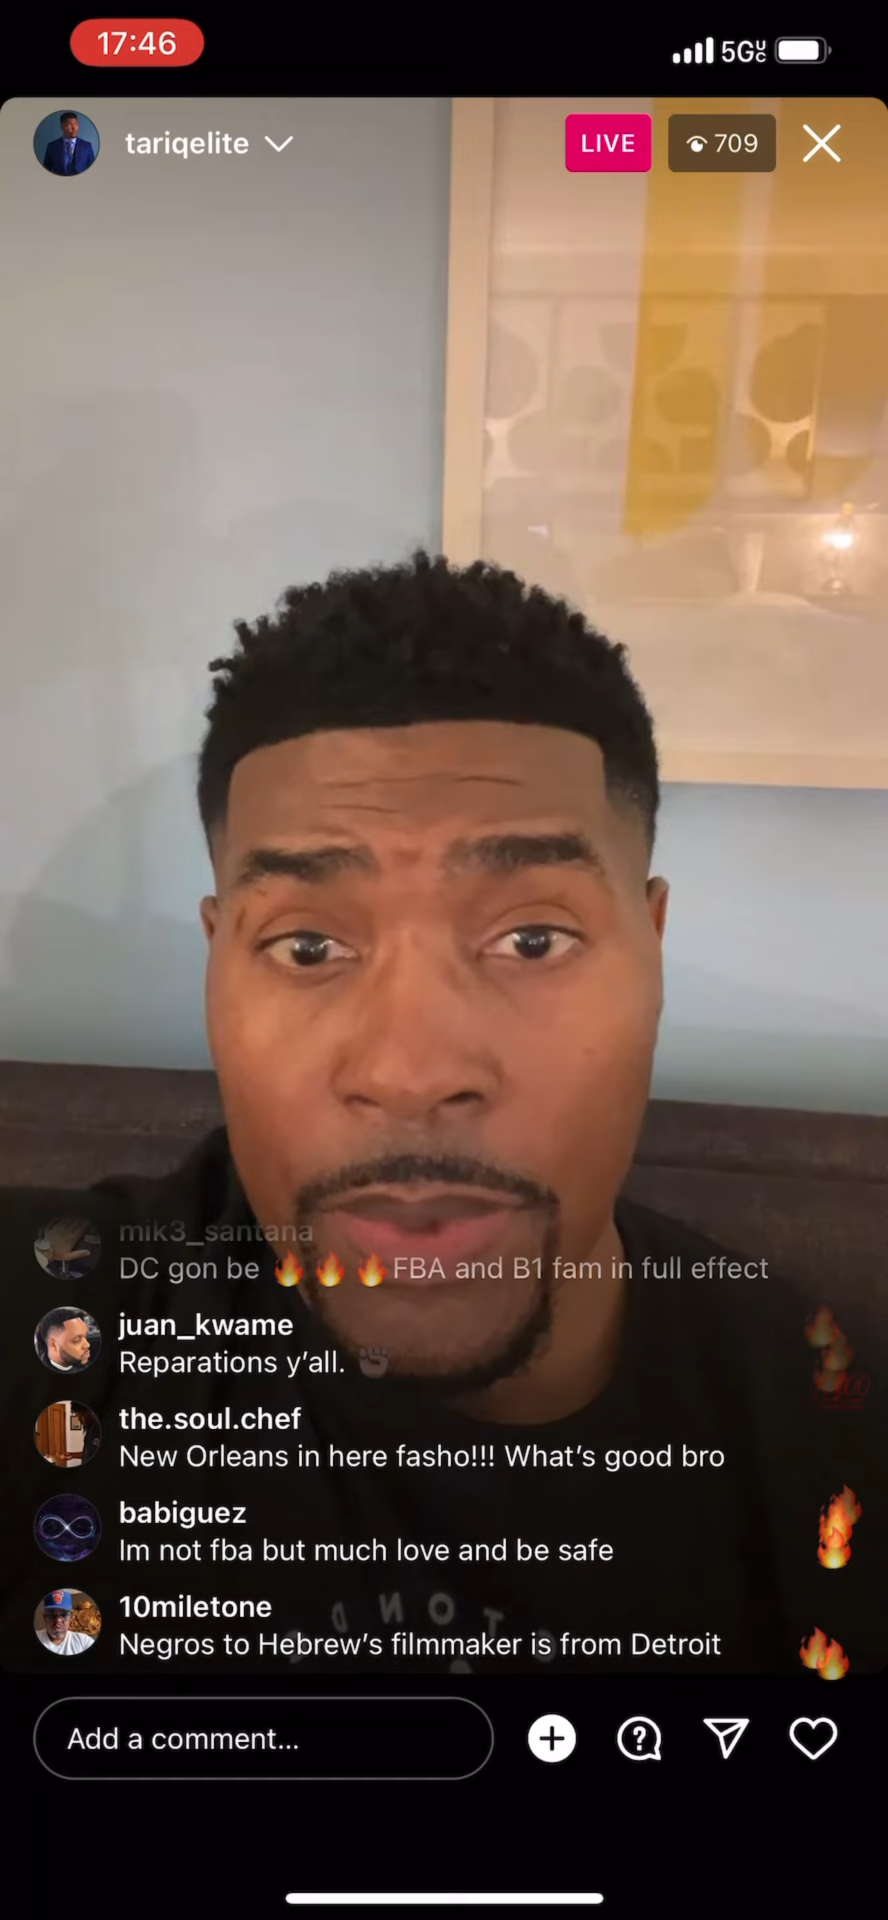 17:46
5GUC
tariqelite
LIVE
709
mik3_santana
DC gon be 🔥🔥🔥FBA and B1 fam in full effect
juan_kwame
Reparations y’all. ✊🏿
the.soul.chef
New Orleans in here fasho!!! What’s good bro
babiguez
Im not fba but much love and be safe
10miletone
Negros to Hebrew’s filmmaker is from Detroit
Add a comment...